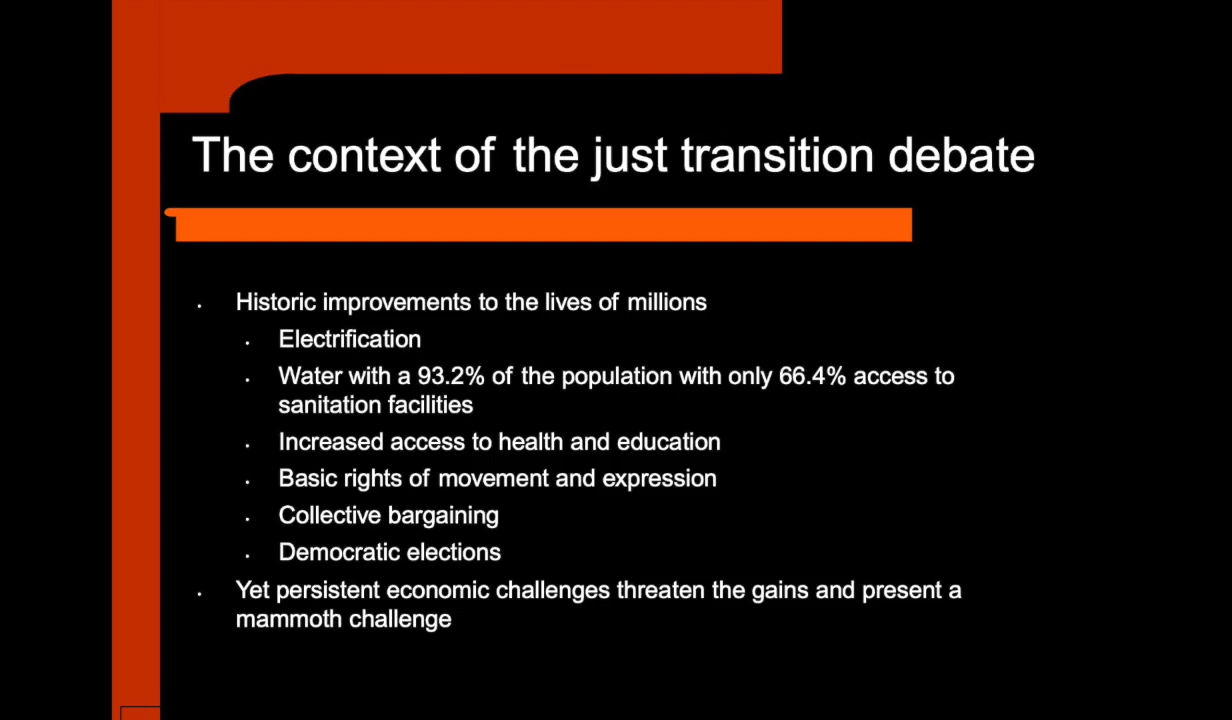 The context of the just transition debate
• Historic improvements to the lives of millions
• Electrification
• Water with a 93.2% of the population with only 66.4% access to
sanitation facilities
• Increased access to health and education
• Basic rights of movement and expression
• Collective bargaining
• Democratic elections
• Yet persistent economic challenges threaten the gains and present a
mammoth challenge